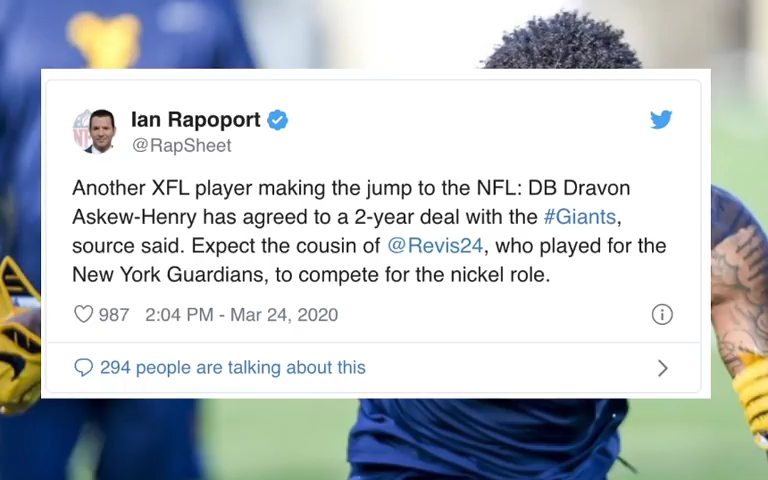 Ian Rapoport
@RapSheet
Another XFL player making the jump to the NFL: DB Dravon
Askew-Henry has agreed to a 2-year deal with the #Giants,
source said. Expect the cousin of @Revis24, who played for the
New York Guardians, to compete for the nickel role.
987 2:04 PM - Mar 24, 2020
294 people are talking about this